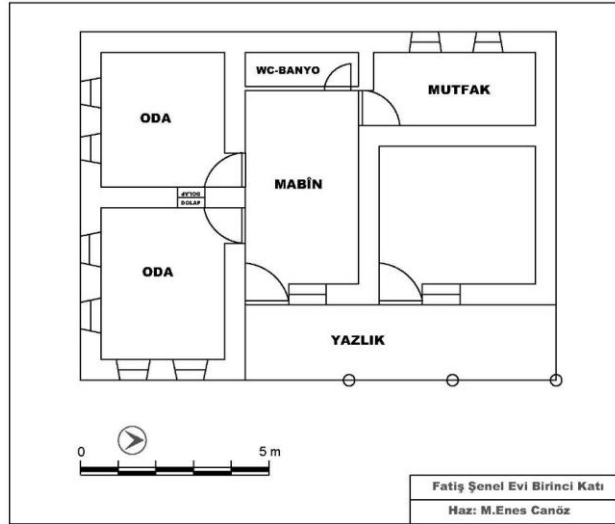 WC-BANYO
MUTFAK
ODA
MABÎN
DOLAP
DOLAP
ODA
YAZLIK
0 5 m
Fatiş Şenel Evi Birinci Katı
Haz: M.Enes Canöz